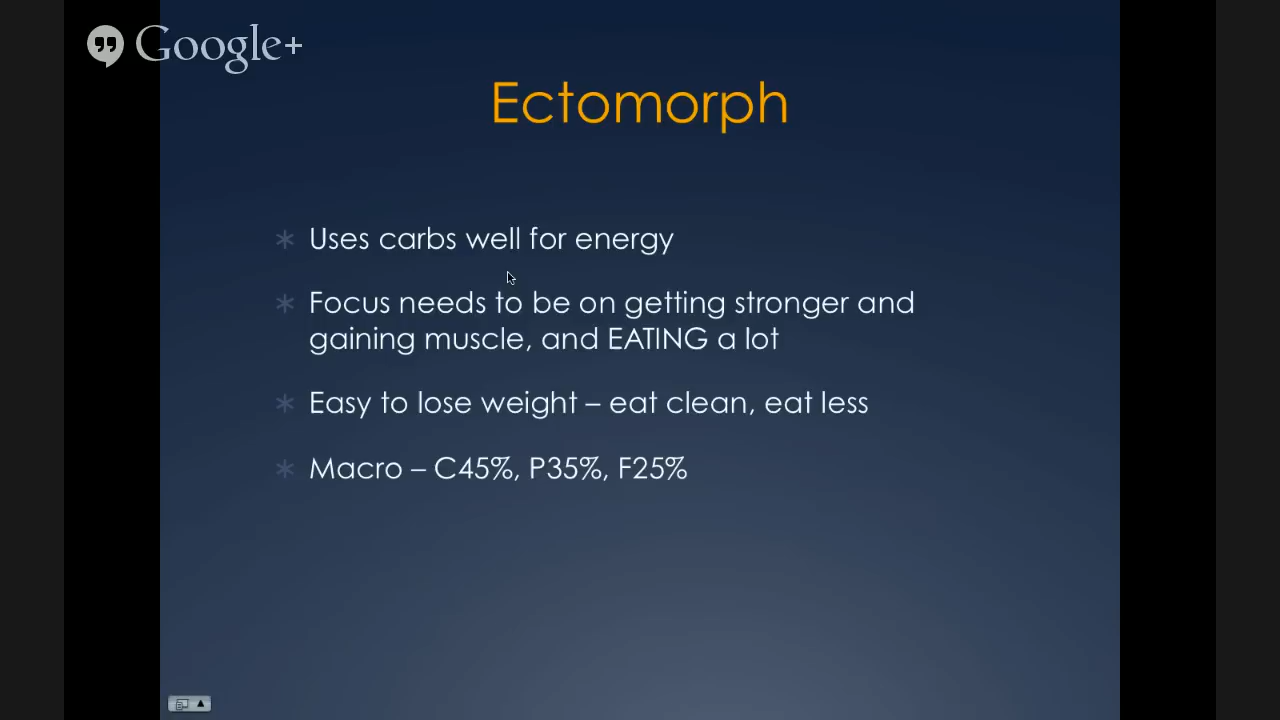 Google+
Ectomorph
Uses carbs well for energy
Focus needs to be on getting stronger and
gaining muscle, and EATING a lot
Easy to lose weight – eat clean, eat less
Macro – C45%, P35%, F25%